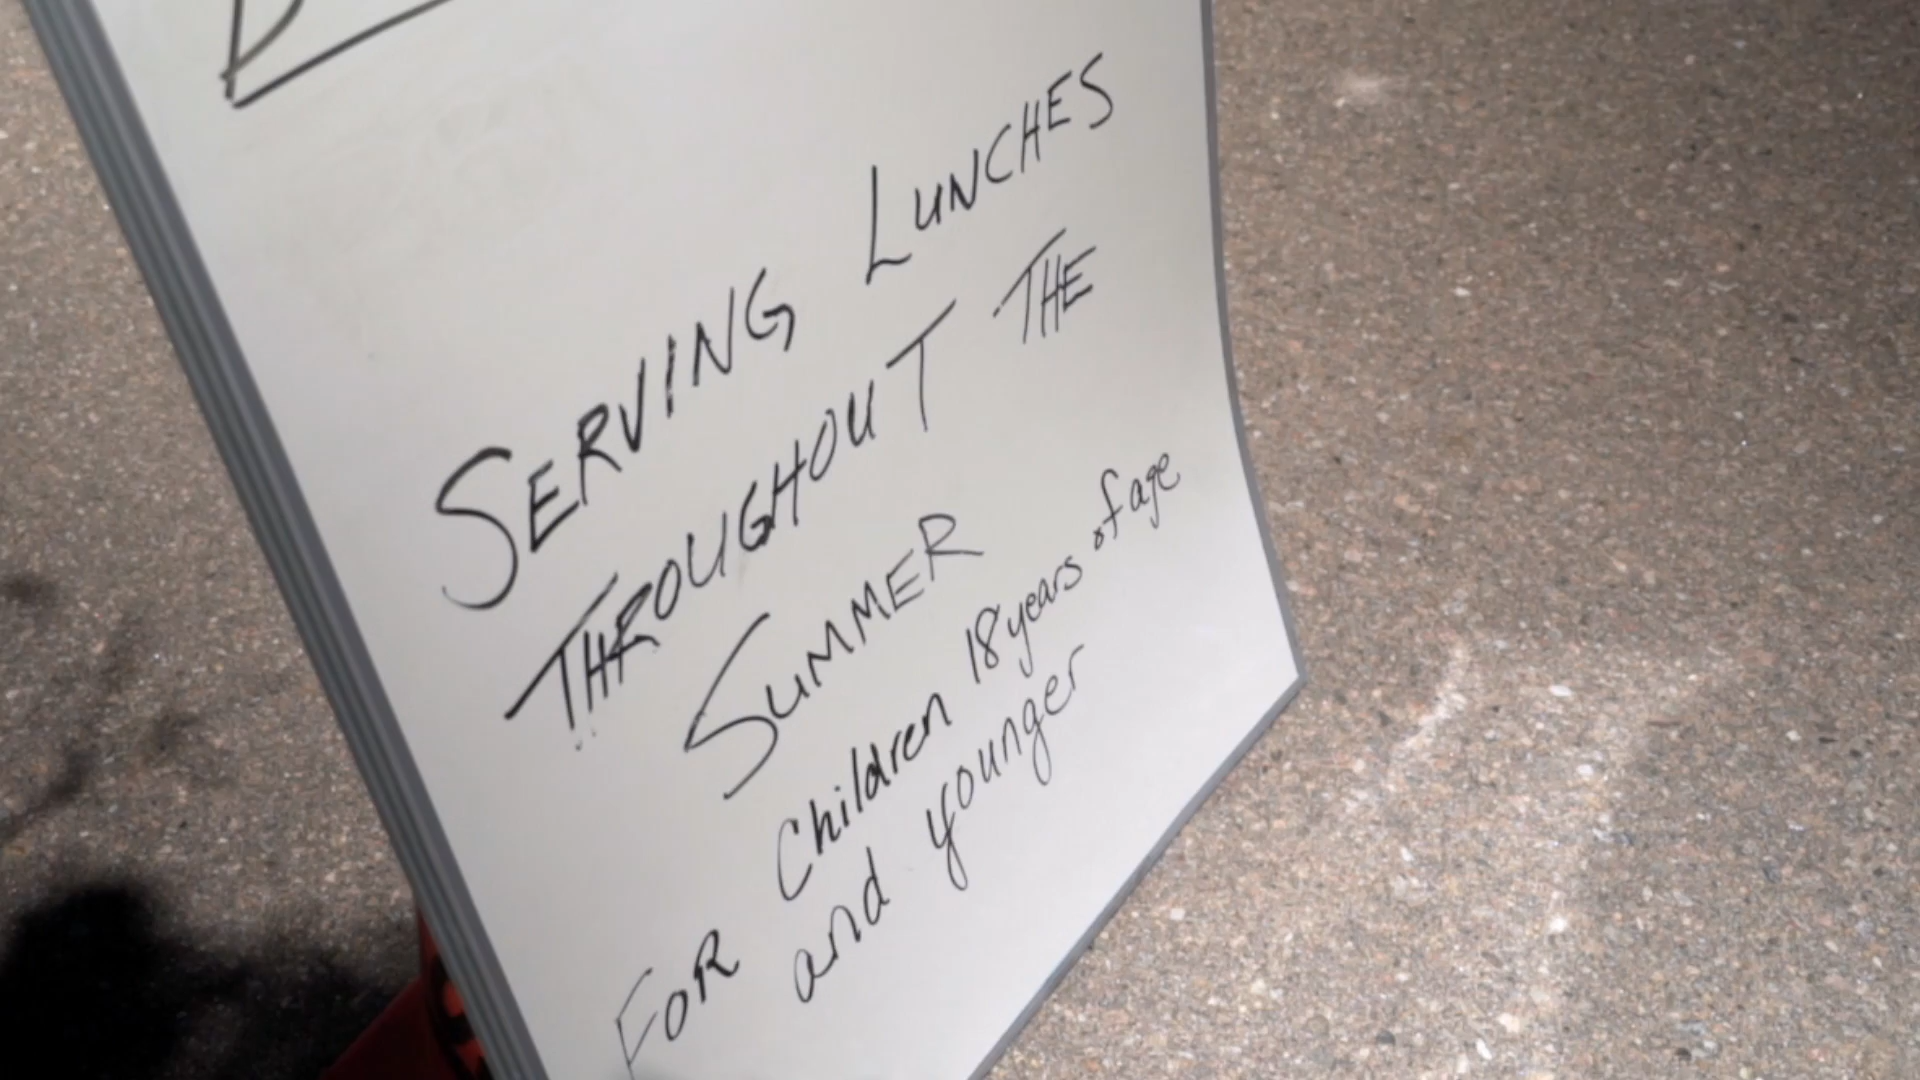 SERVING LUNCHES
THROUGHOUT THE
SUMMER
FOR Children 18 years of age
and younger